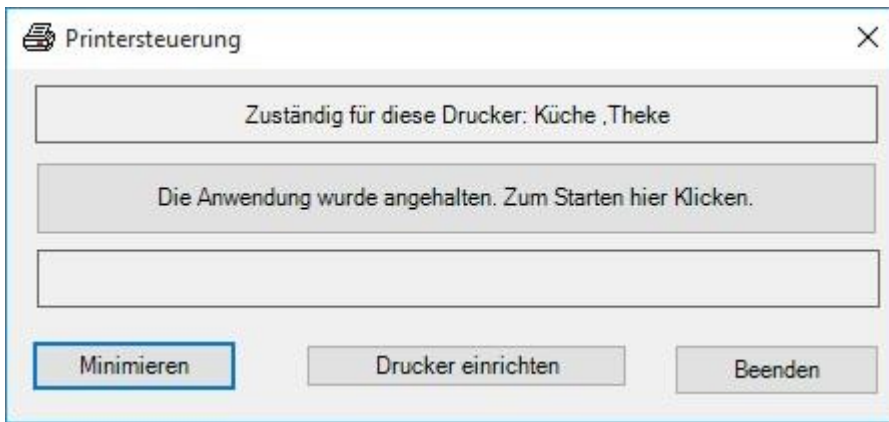 Printersteuerung
Zuständig für diese Drucker: Küche ,Theke
Die Anwendung wurde angehalten. Zum Starten hier Klicken.
Minimieren
Drucker einrichten
Beenden